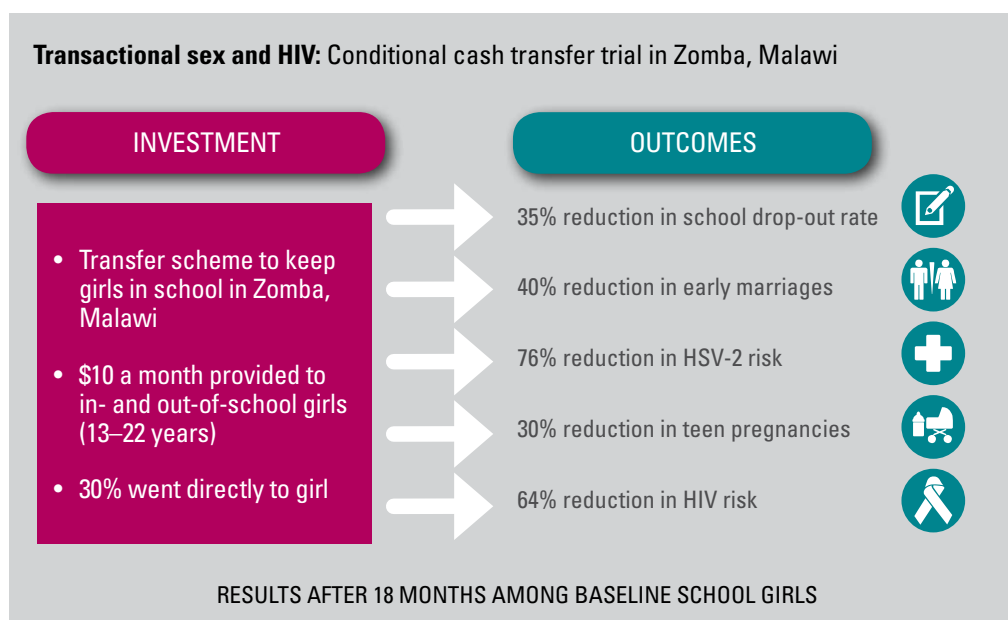 Transactional sex and HIV: Conditional cash transfer trial in Zomba, Malawi
INVESTMENT
• Transfer scheme to keep
girls in school in Zomba,
Malawi
• $10 a month provided to
in- and out-of-school girls
(13–22 years)
• 30% went directly to girl
OUTCOMES
35% reduction in school drop-out rate
40% reduction in early marriages
76% reduction in HSV-2 risk
30% reduction in teen pregnancies
64% reduction in HIV risk
RESULTS AFTER 18 MONTHS AMONG BASELINE SCHOOL GIRLS